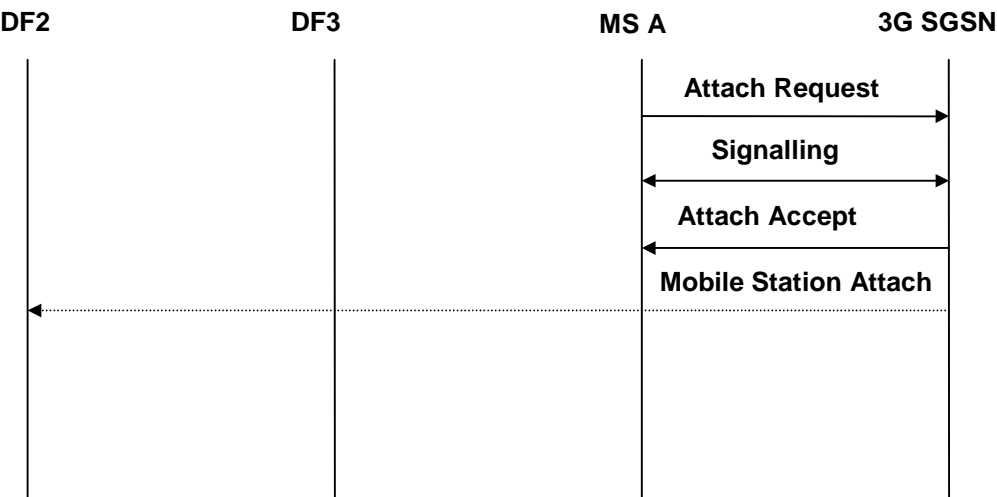 DF2
DF3
MS A
3G SGSN
Attach Request
Signalling
Attach Accept
Mobile Station Attach